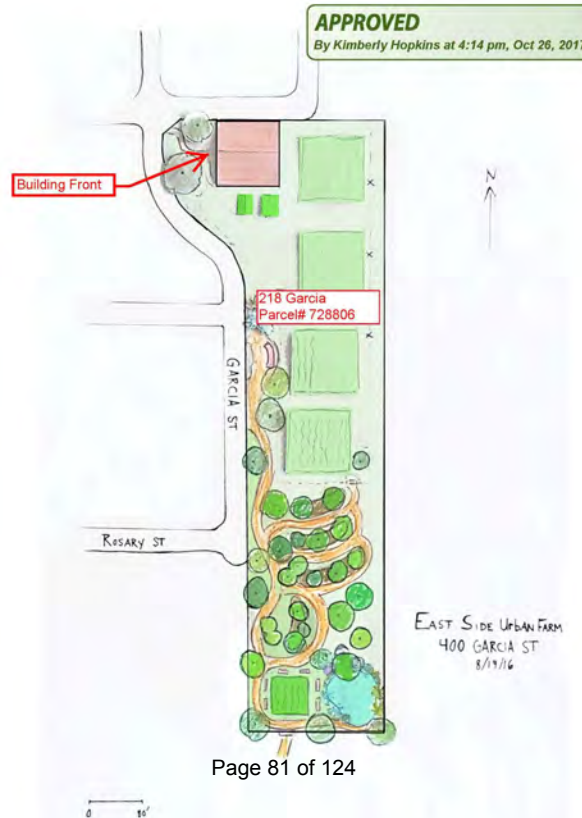 APPROVED
By Kimberly Hopkins at 4:14 pm, Oct 26, 2017
Building Front
N
218 Garcia
Parcel# 728806
GARCIA ST
ROSARY ST
EAST SIDE URBAN FARM
400 GARCIA ST
8/19/16
Page 81 of 124
0